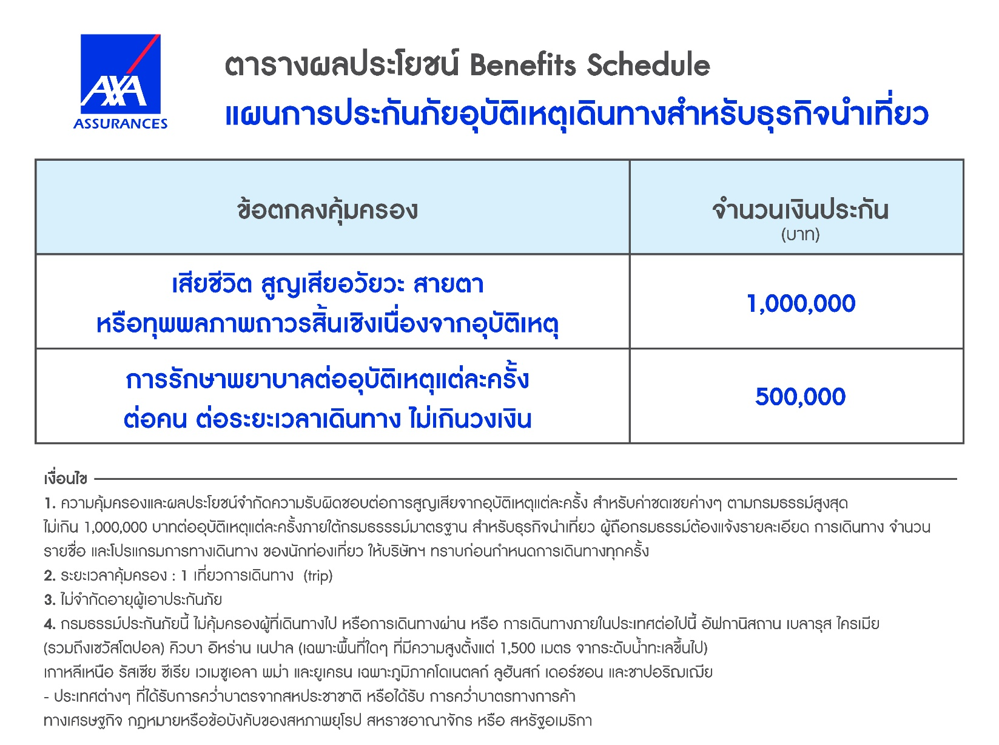 AXA
ASSURANCES
ตารางผลประโยชน์ Benefits Schedule
แผนการประกันภัยอุบัติเหตุเดินทางสำหรับธุรกิจนำเที่ยว
ข้อตกลงคุ้มครอง
จำนวนเงินประกัน
(บาท)
เสียชีวิต สูญเสียอวัยวะ สายตา
หรือทุพพลภาพถาวรสิ้นเชิงเนื่องจากอุบัติเหตุ
1,000,000
การรักษาพยาบาลต่ออุบัติเหตุแต่ละครั้ง
ต่อคน ต่อระยะเวลาเดินทาง ไม่เกินวงเงิน
500,000
เงื่อนไข
1. ความคุ้มครองและผลประโยชน์จำกัดความรับผิดชอบต่อการสูญเสียจากอุบัติเหตุแต่ละครั้ง สำหรับค่าชดเชยค่างๆ ตามกรมธรรม์สูงสุด
ไม่เกิน 1,000,000 บาทต่ออุบัติเหตุแต่ละครั้งภายใต้กรมธรรรม์มาตรฐาน สำหรับธุรกิจนำเที่ยว ผู้ถือกรมธรรม์ต้องแจ้งรายละเอียด การเดินทาง จำนวน
รายชื่อ และโปรแกรมการทางเดินทาง ของนักท่องเที่ยว ให้บริษัทฯ ทราบก่อนกำหนดการเดินทางทุกครั้ง
2. ระยะเวลาคุ้มครอง : 1 เที่ยวการเดินทาง (trip)
3. ไม่จำกัดอายุผู้เอาประกันภัย
4. กรมธรรม์ประกันภัยนี้ ไม่คุ้มครองผู้ที่เดินทางไป หรือการเดินทางผ่าน หรือ การเดินทางภายในประเทศต่อไปนี้ อัฟกานิสถาน เบลารุส ไครเมีย
(รวมถึงเซวัสโตปอล) คิวบา อิหร่าน เนปาล (เฉพาะพื้นที่ใดๆ ที่มีความสูงตั้งแต่ 1,500 เมตร จากระดับน้ำทะเลขึ้นไป)
เกาหลีเหนือ รัสเซีย ซีเรีย เวเมซูเอลา พม่า และยูเครน เฉพาะภูมิภาคโดเนตลก์ ลูฮันสก์ เดอร์ซอน และซาปอริฌเฌีย
- ประเทศต่างๆ ที่ได้รับการคว่ำบาตรจากสหประชาชาติ หรือได้รับ การคว่ำบาตรทางการค้า
ทางเศรษฐกิจ กฎหมายหรือข้อบังคับของสหภาพยุโรป สหราชอาณาจักร หรือ สหรัฐอเมริกา